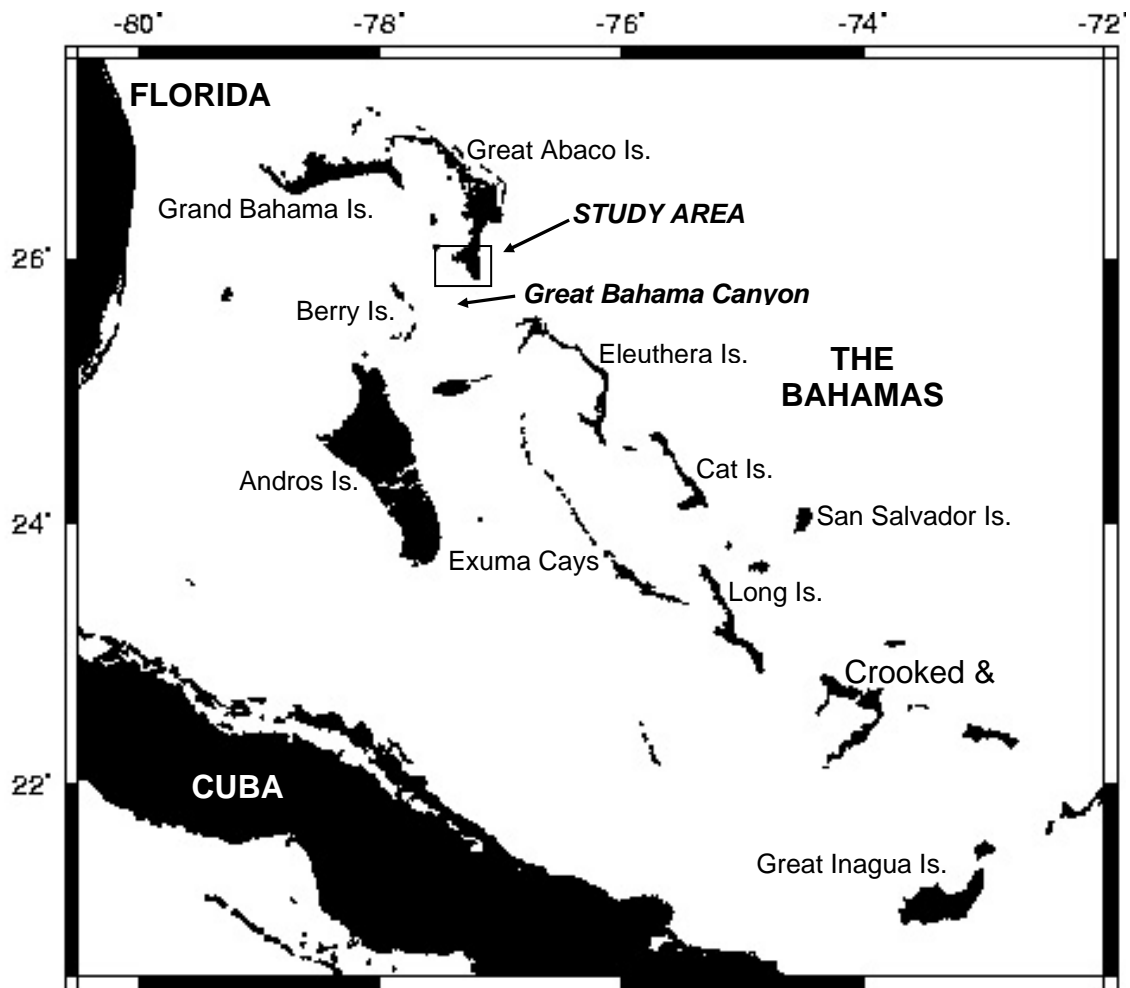 -80˚ -78˚ -76˚ -74˚ -72˚
FLORIDA
Great Abaco Is.
Grand Bahama Is.
STUDY AREA
26˚
Great Bahama Canyon
Berry Is.
Eleuthera Is.
THE
BAHAMAS
Cat Is.
Andros Is.
24˚
San Salvador Is.
Exuma Cays
Long Is.
Crooked &
22˚
CUBA
Great Inagua Is.